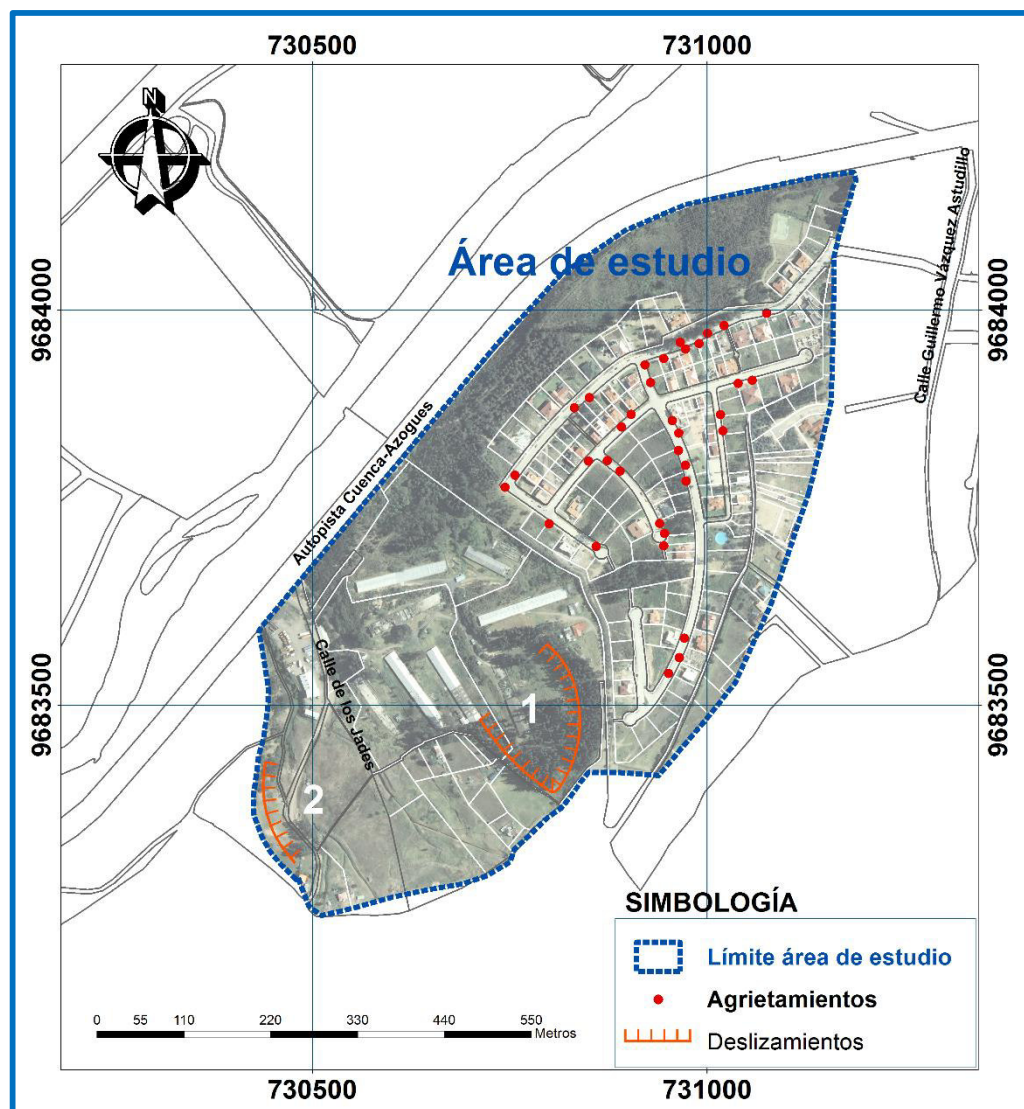 730500
731000
N
Área de estudio
9684000
9684000
Calle Guillermo Vázquez Astudillo
Autopista Cuenca-Azogues
Calle de los Jades
9683500
9683500
1
2
SIMBOLOGÍA
Límite área de estudio
Agrietamientos
Deslizamientos
0 55 110 220 330 440 550
Metros
730500
731000